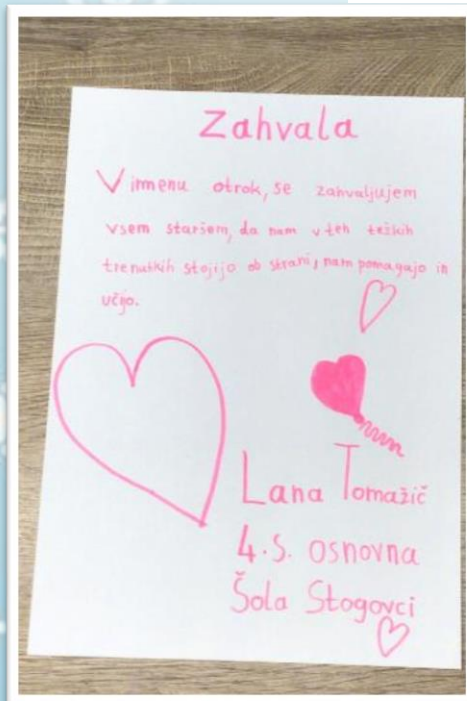 Zahvala
V imenu otrok, se zahvaljujem
vsem staršem, da nam v teh težkih
trenutkih stojijo ob strani, nam pomagajo in
učijo.
Lana Tomažič
4.S. osnovna
Šola Stogovci